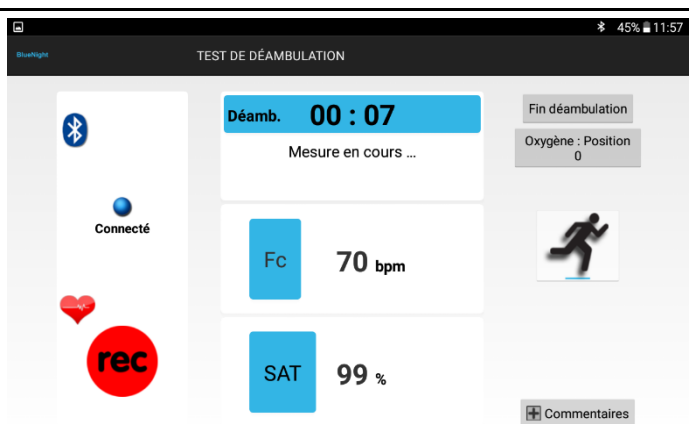 45% 11:57
BlueNight
TEST DE DÉAMBULATION
Déamb. 00 : 07
Mesure en cours ...
Fin déambulation
Oxygène : Position
0
Connecté
Fc 70 bpm
rec
SAT 99 %
Commentaires